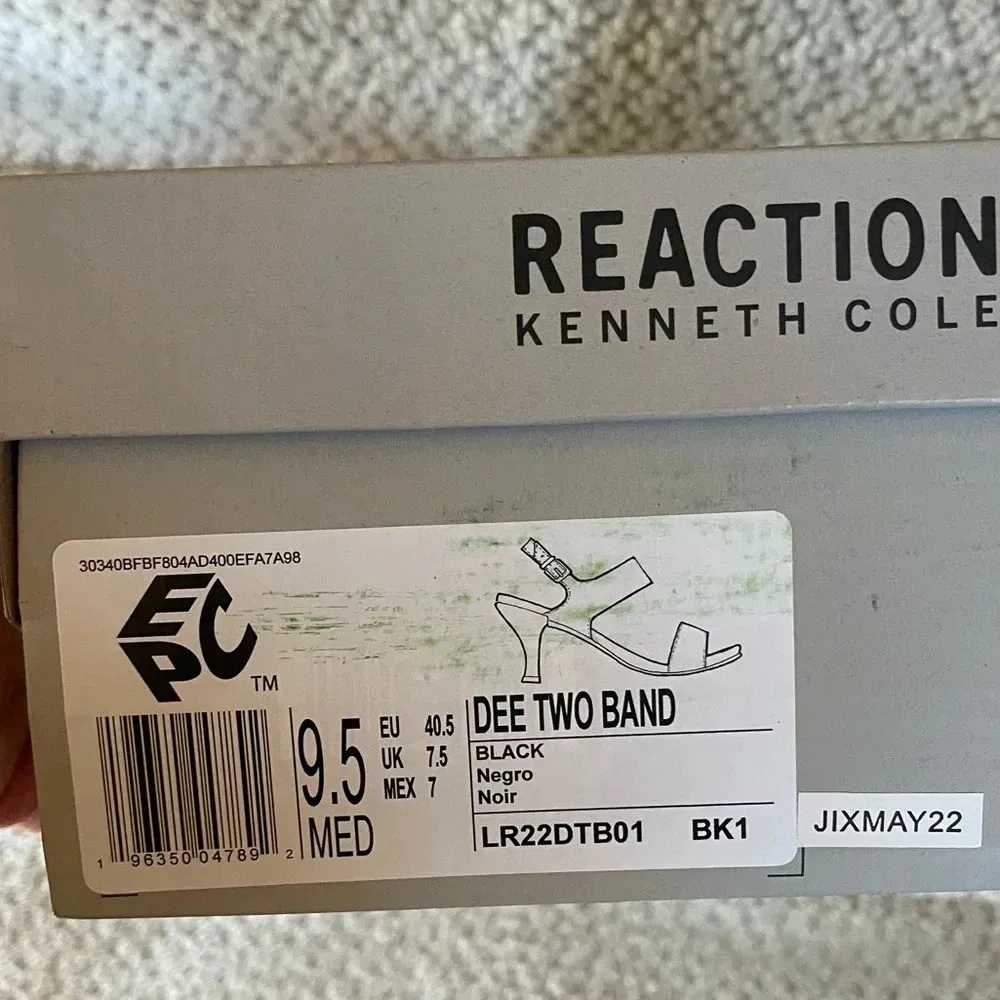 REACTION
KENNETH COLE
30340BFBF804AD400EFA7A98
EPC
TM
1 96350 04789 2
9.5
MED
EU 40.5
UK 7.5
MEX 7
DEE TWO BAND
BLACK
Negro
Noir
LR22DTB01 BK1
JIXMAY22